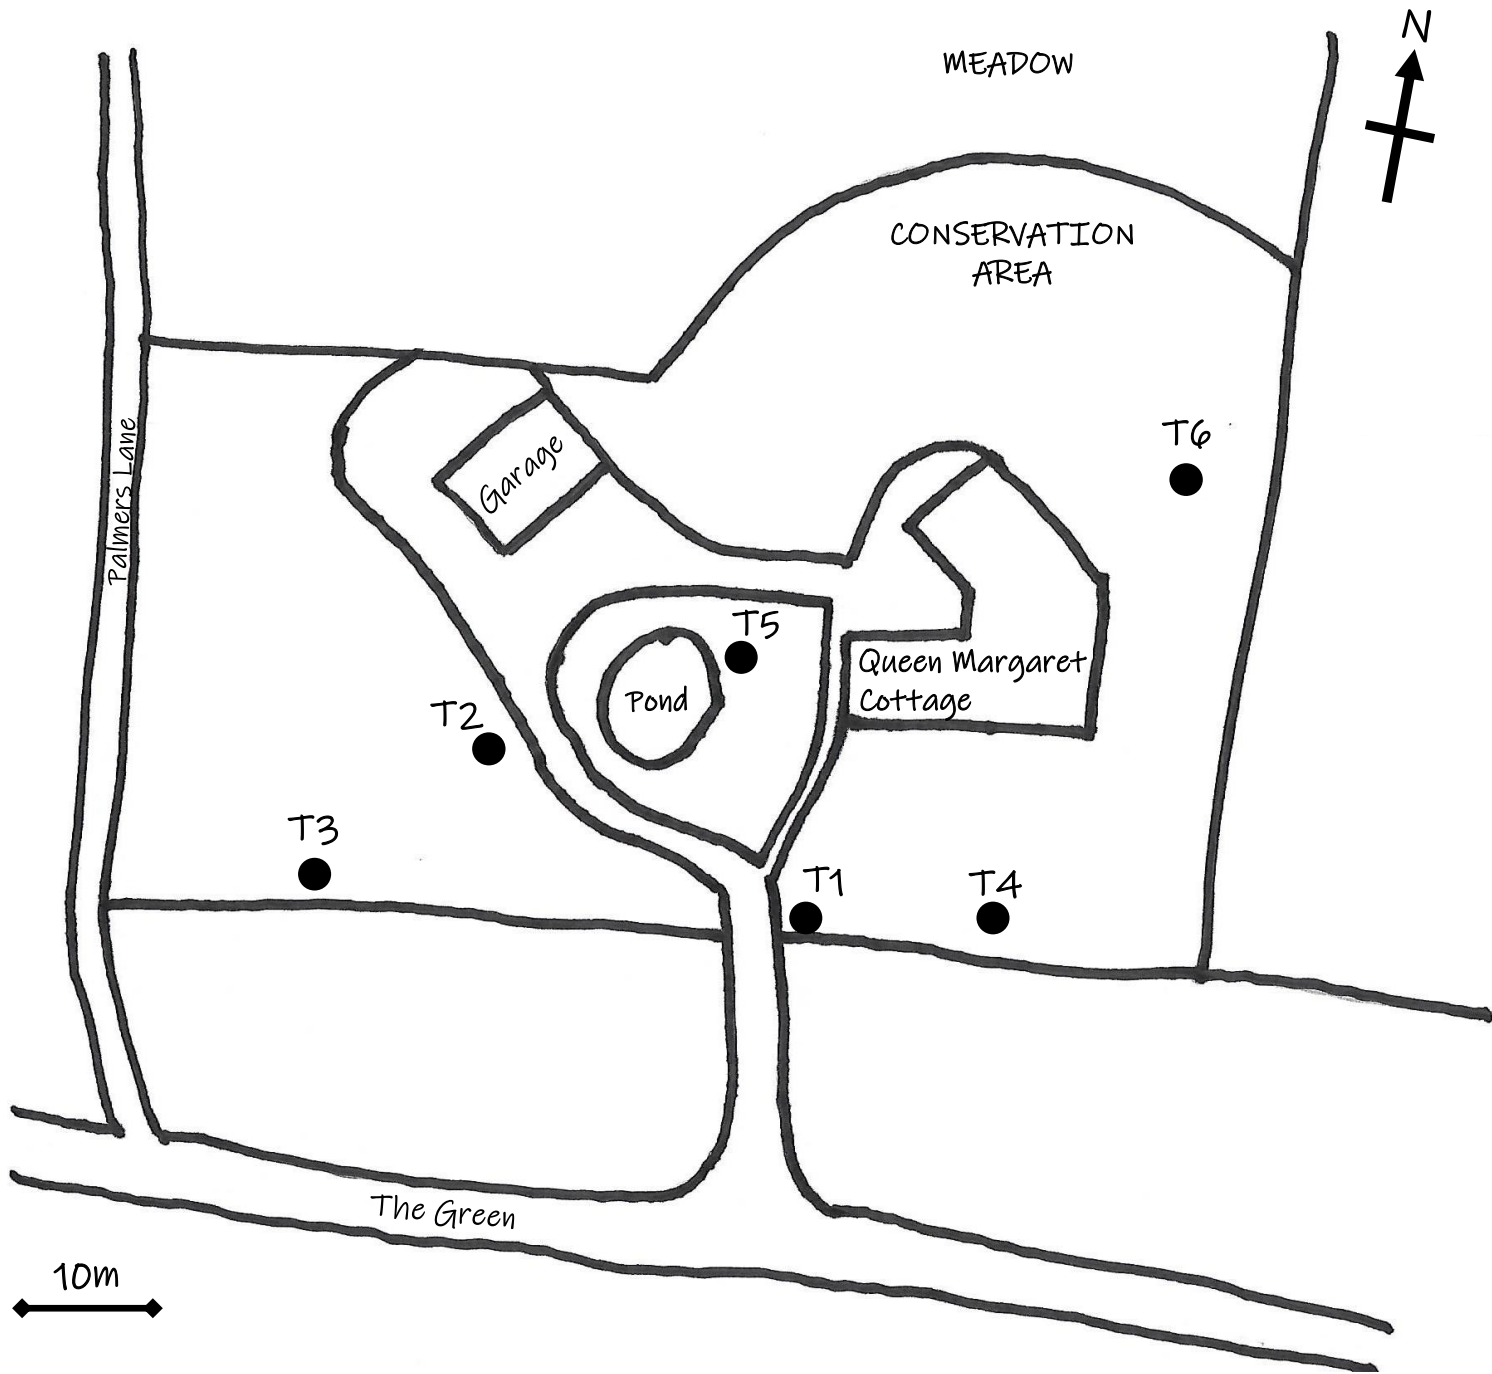 N
MEADOW
CONSERVATION
AREA
Palmers Lane
Garage
T6
T5
Queen Margaret
Cottage
Pond
T2
T3
T1
T4
The Green
10m